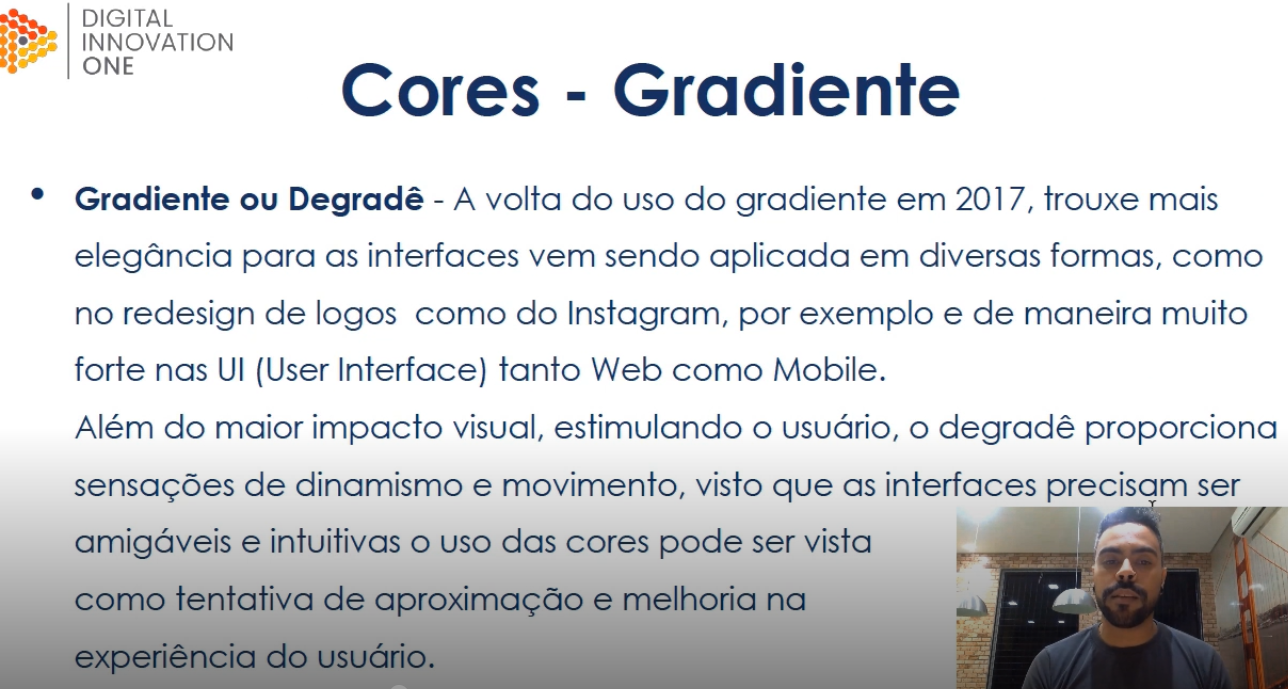 DIGITAL
INNOVATION
ONE
Cores - Gradiente
• Gradiente ou Degradê - A volta do uso do gradiente em 2017, trouxe mais
elegância para as interfaces vem sendo aplicada em diversas formas, como
no redesign de logos como do Instagram, por exemplo e de maneira muito
forte nas UI (User Interface) tanto Web como Mobile.
Além do maior impacto visual, estimulando o usuário, o degradê proporciona
sensações de dinamismo e movimento, visto que as interfaces precisam ser
amigáveis e intuitivas o uso das cores pode ser vista
como tentativa de aproximação e melhoria na
experiência do usuário.